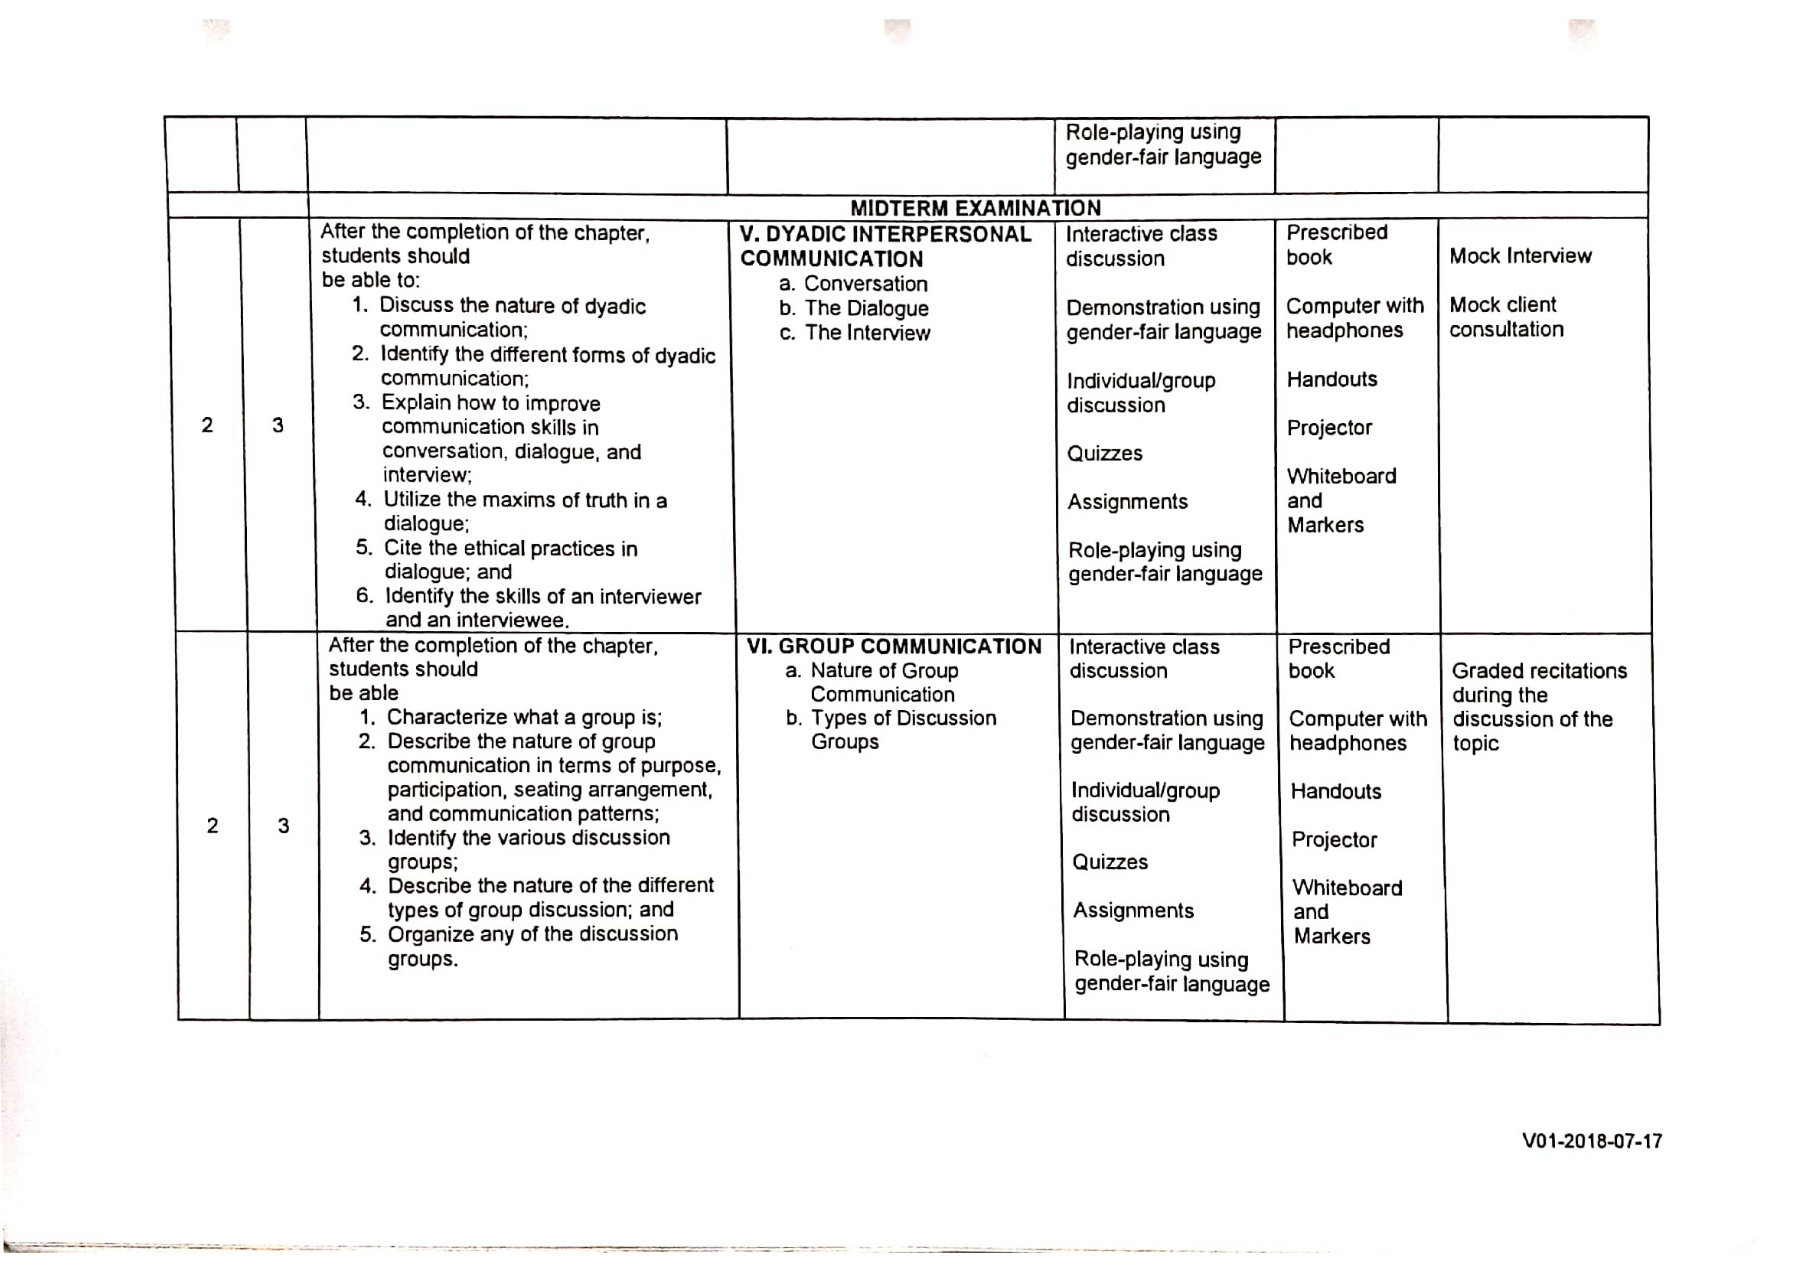 Role-playing using
gender-fair language
MIDTERM EXAMINATION
2
3
After the completion of the chapter,
students should
be able to:
1. Discuss the nature of dyadic
communication;
2. Identify the different forms of dyadic
communication;
3. Explain how to improve
communication skills in
conversation, dialogue, and
interview;
4. Utilize the maxims of truth in a
dialogue;
5. Cite the ethical practices in
dialogue; and
6. Identify the skills of an interviewer
and an interviewee.
V. DYADIC INTERPERSONAL
COMMUNICATION
a. Conversation
b. The Dialogue
c. The Interview
Interactive class
discussion
Demonstration using
gender-fair language
Individual/group
discussion
Quizzes
Assignments
Role-playing using
gender-fair language
Prescribed
book
Computer with
headphones
Handouts
Projector
Whiteboard
and
Markers
Mock Interview
Mock client
consultation
2
3
After the completion of the chapter,
students should
be able
1. Characterize what a group is;
2. Describe the nature of group
communication in terms of purpose,
participation, seating arrangement,
and communication patterns;
3. Identify the various discussion
groups;
4. Describe the nature of the different
types of group discussion; and
5. Organize any of the discussion
groups.
VI. GROUP COMMUNICATION
a. Nature of Group
Communication
b. Types of Discussion
Groups
Interactive class
discussion
Demonstration using
gender-fair language
Individual/group
discussion
Quizzes
Assignments
Role-playing using
gender-fair language
Prescribed
book
Computer with
headphones
Handouts
Projector
Whiteboard
and
Markers
Graded recitations
during the
discussion of the
topic
V01-2018-07-17